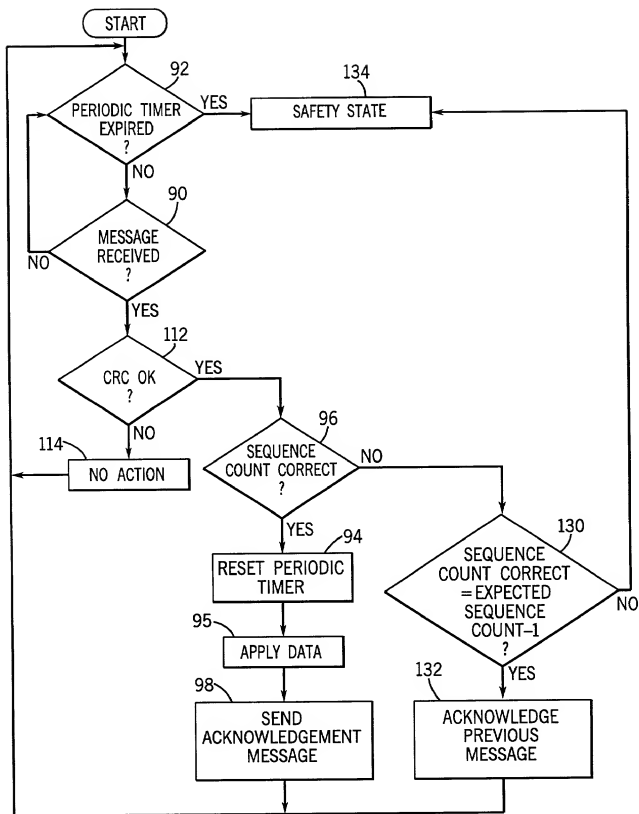 START
92
134
PERIODIC TIMER
EXPIRED
?
YES
SAFETY STATE
NO
90
MESSAGE
RECEIVED
?
NO
YES
112
CRC OK
?
YES
NO
96
114
NO ACTION
SEQUENCE
COUNT CORRECT
?
NO
YES
94
130
RESET PERIODIC
TIMER
SEQUENCE
COUNT CORRECT
=EXPECTED
SEQUENCE
COUNT-1
?
NO
YES
95
APPLY DATA
98
132
SEND
ACKNOWLEDGEMENT
MESSAGE
ACKNOWLEDGE
PREVIOUS
MESSAGE